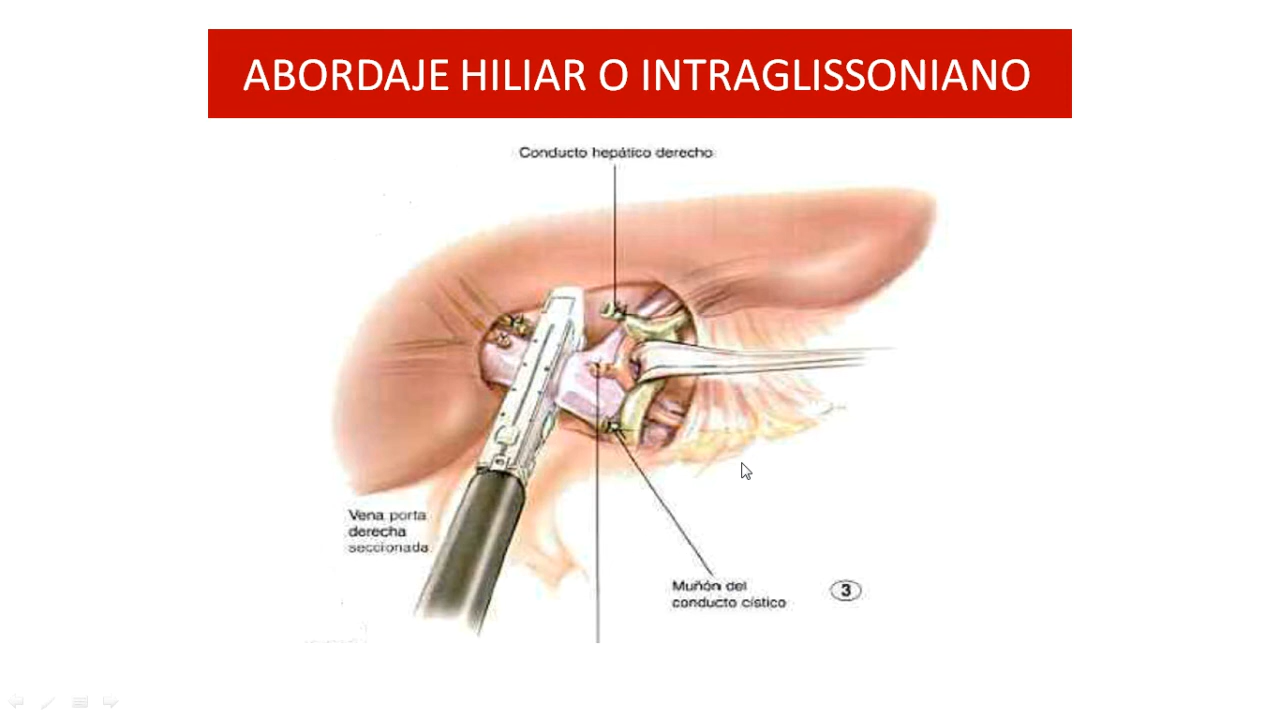 ABORDAJE HILIAR O INTRAGLISSONIANO
Conducto hepático derecho
Vena porta
derecha
seccionada
Muñón del
conducto cístico
3